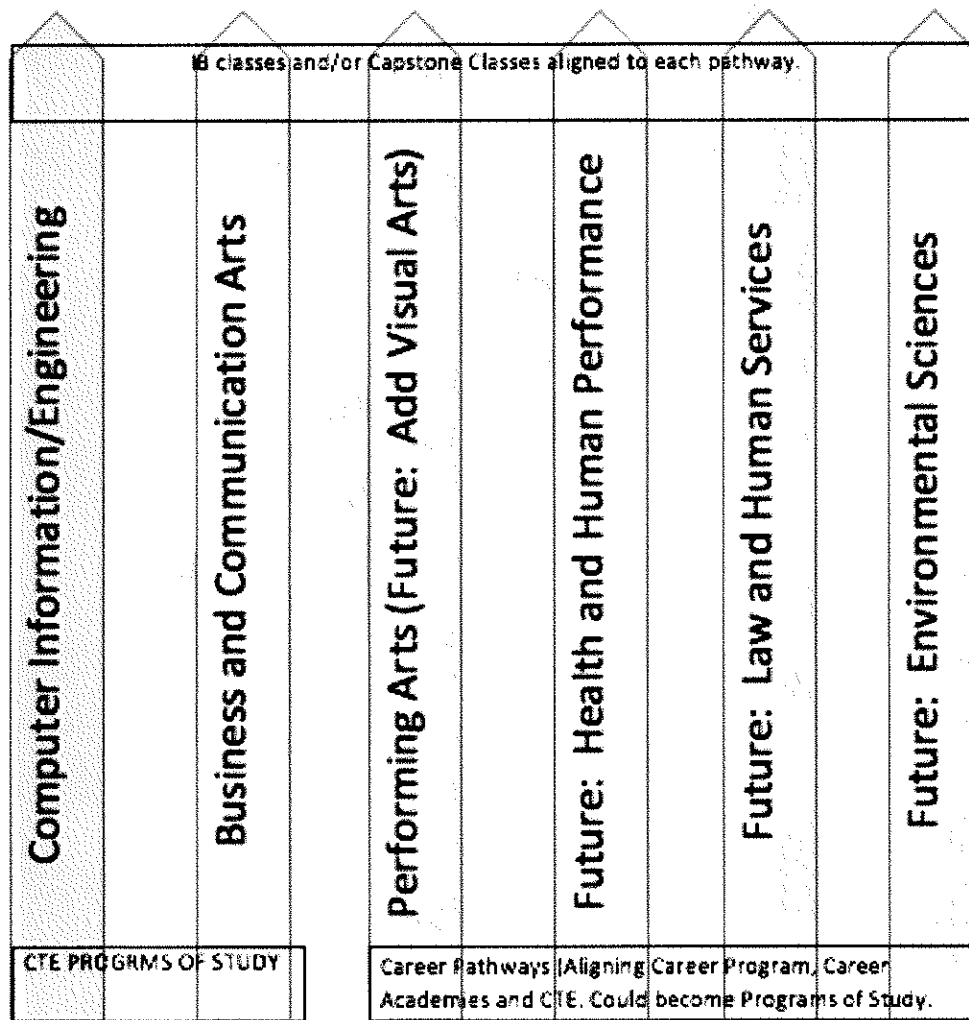 IB classes and/or Capstone Classes aligned to each pathway.
Computer Information/Engineering
Business and Communication Arts
Performing Arts (Future: Add Visual Arts)
Future: Health and Human Performance
Future: Law and Human Services
Future: Environmental Sciences
CTE PROGRMS OF STUDY
Career Pathways (Aligning Career Program, Career
Academies and CTE. Could become Programs of Study.